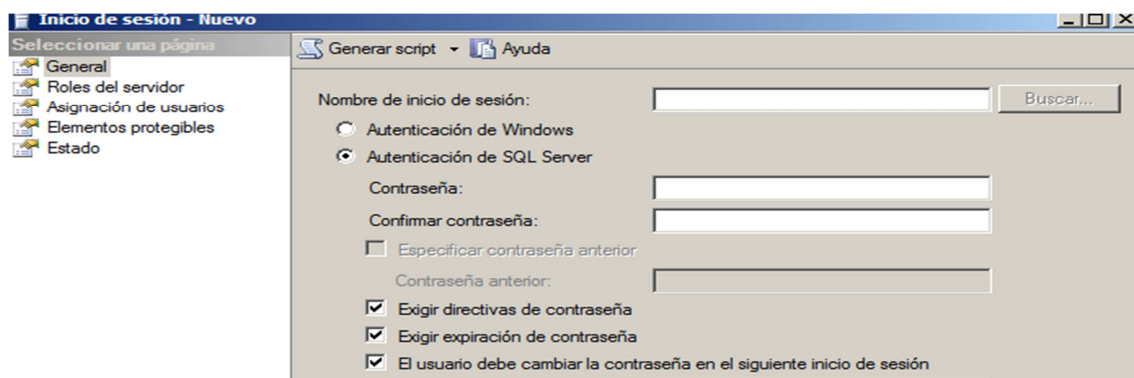 Inicio de sesión - Nuevo
Seleccionar una página
General
Roles del servidor
Asignación de usuarios
Elementos protegibles
Estado
Generar script
Ayuda
Nombre de inicio de sesión:
Buscar...
Autenticación de Windows
Autenticación de SQL Server
Contraseña:
Confirmar contraseña:
Especificar contraseña anterior
Contraseña anterior:
Exigir directivas de contraseña
Exigir expiración de contraseña
El usuario debe cambiar la contraseña en el siguiente inicio de sesión